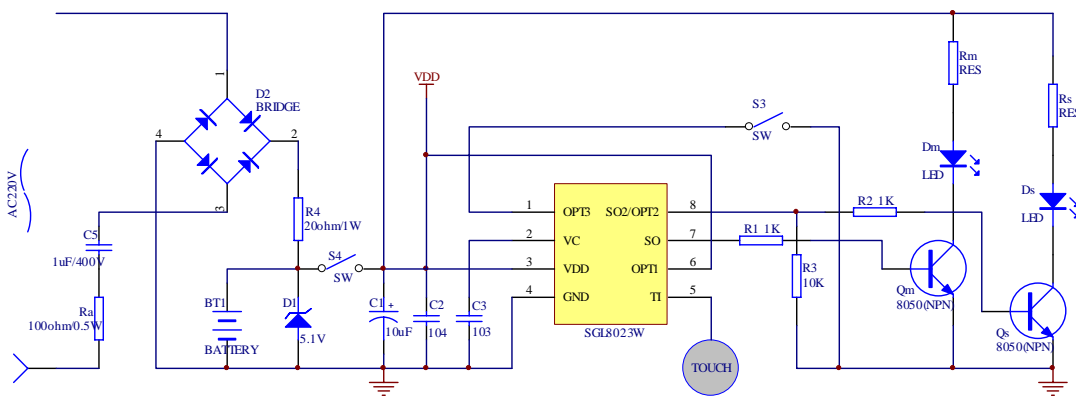 AC220V
1
D2
BRIDGE
4
2
3
C5
1uF/400V
Ra
100ohm/0.5W
R4
20ohm/1W
BT1
BATTERY
D1
5.1V
S4
SW
C1 +
10uF
C2
104
C3
103
VDD
S3
SW
1 OPT3 SO2/OPT2 8
2 VC SO 7
3 VDD OPT1 6
4 GND TI 5
SGL8023W
TOUCH
R1 1K
R2 1K
R3
10K
Rm
RES
Rs
RES
Dm
LED
Ds
LED
Qm
8050(NPN)
Qs
8050(NPN)